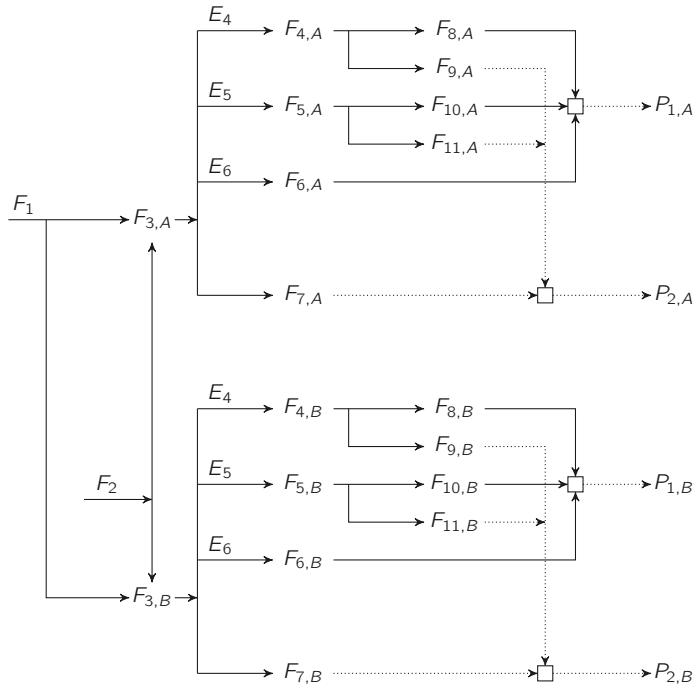 E4 F4,A F8,A
F9,A
E5 F5,A F10,A P1,A
F11,A
E6 F6,A
F1 F3,A
F7,A P2,A
E4 F4,B F8,B
F9,B
E5 F5,B F10,B P1,B
F2
F11,B
E6 F6,B
F3,B
F7,B P2,B